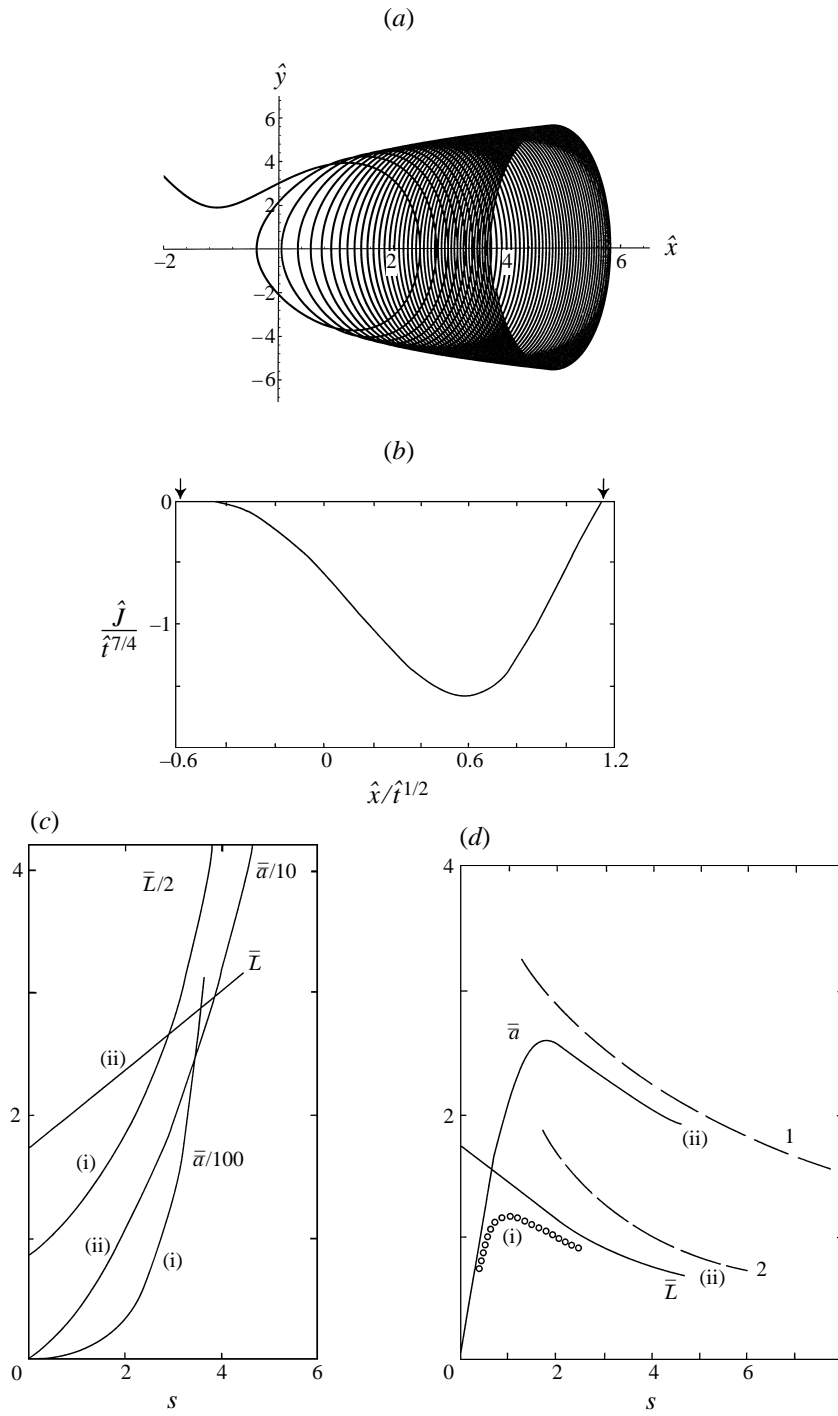 (a)
ŷ
6
4
2
0
–2
2
4
6
x̂
–2
–4
–6
(b)
0
–1
Ĵ
t̂^{7/4}
–0.6
0
0.6
1.2
x̂/t̂^{1/2}
(c)
4
2
0
L̄/2
ā/10
L̄
(ii)
(i)
ā/100
(ii)
(i)
2
4
6
s
(d)
4
2
0
ā
(ii)
1
(i)
L̄
(ii)
2
2
4
6
s